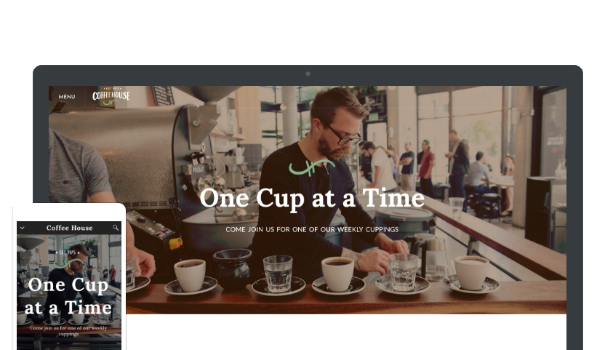 MENU
COFFEE HOUSE
One Cup at a Time
COME JOIN US FOR ONE OF OUR WEEKLY CUPPINGS
Coffee House
One Cup
at a Time
Come join us for one of our weekly
cuppings